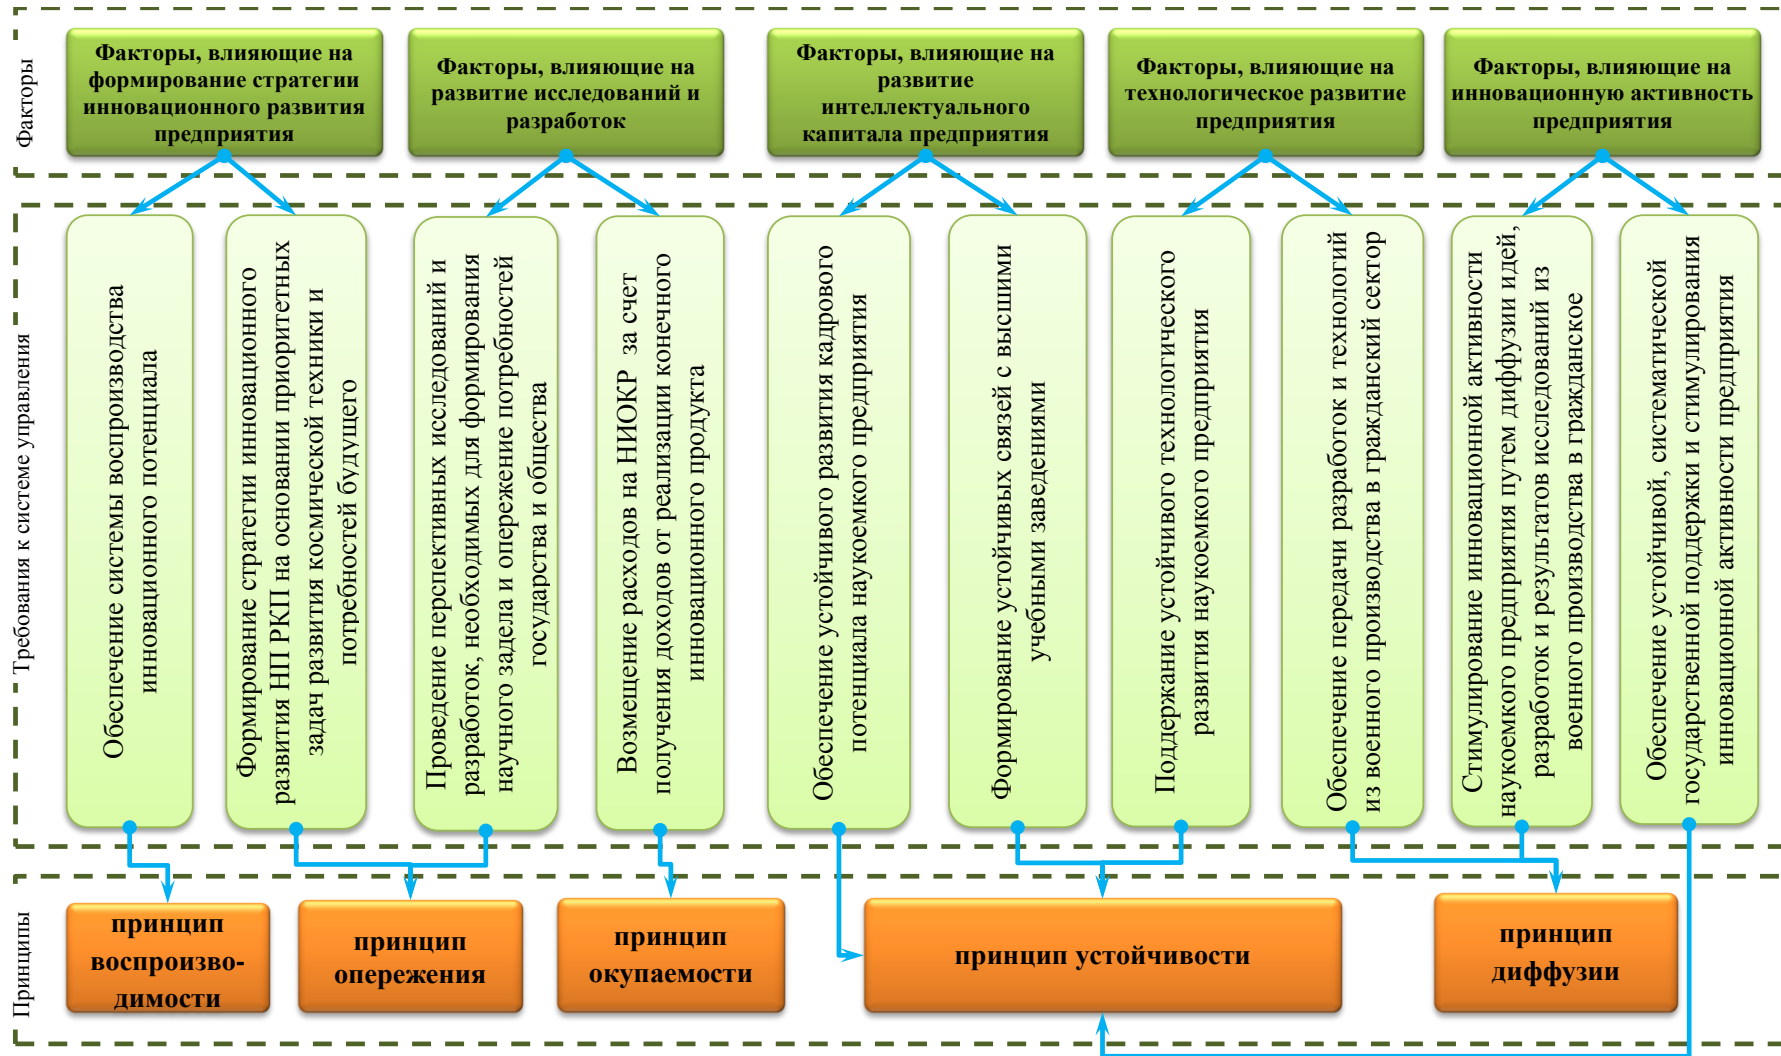 Факторы
Факторы, влияющие на
формирование стратегии
инновационного развития
предприятия
Факторы, влияющие на
развитие исследований и
разработок
Факторы, влияющие на
развитие
интеллектуального
капитала предприятия
Факторы, влияющие на
технологическое развитие
предприятия
Факторы, влияющие на
инновационную активность
предприятия
Требования к системе управления
Обеспечение системы воспроизводства
инновационного потенциала
Формирование стратегии инновационного
развития НП РКП на основании приоритетных
задач развития космической техники и
потребностей будущего
Проведение перспективных исследований и
разработок, необходимых для формирования
научного задела и опережение потребностей
государства и общества
Возмещение расходов на НИОКР за счет
получения доходов от реализации конечного
инновационного продукта
Обеспечение устойчивого развития кадрового
потенциала наукоемкого предприятия
Формирование устойчивых связей с высшими
учебными заведениями
Поддержание устойчивого технологического
развития наукоемкого предприятия
Обеспечение передачи разработок и технологий
из военного производства в гражданский сектор
Стимулирование инновационной активности
наукоемкого предприятия путем диффузии идей,
разработок и результатов исследований из
военного производства в гражданское
Обеспечение устойчивой, систематической
государственной поддержки и стимулирования
инновационной активности предприятия
Принципы
принцип
воспроизво-
димости
принцип
опережения
принцип
окупаемости
принцип устойчивости
принцип
диффузии